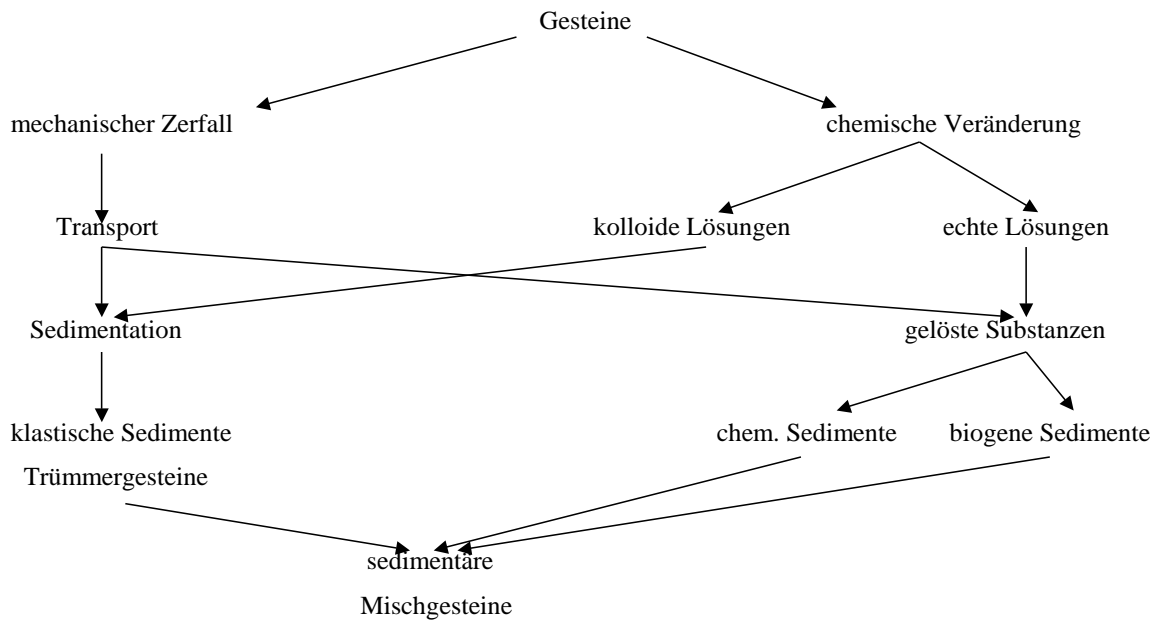 Gesteine
mechanischer Zerfall
chemische Veränderung
Transport
kolloide Lösungen
echte Lösungen
Sedimentation
gelöste Substanzen
klastische Sedimente
chem. Sedimente
biogene Sedimente
Trümmergesteine
sedimentäre
Mischgesteine